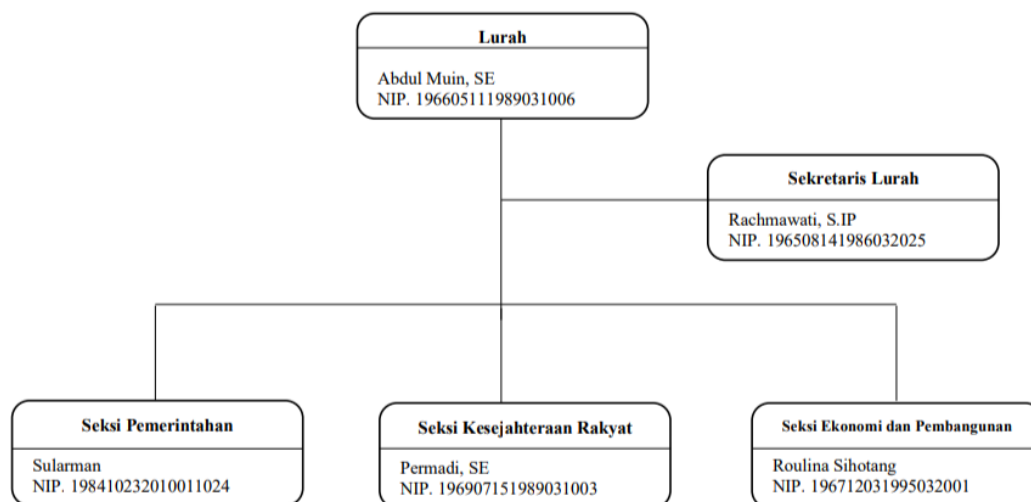 Lurah
Abdul Muin, SE
NIP. 196605111989031006
Sekretaris Lurah
Rachmawati, S.IP
NIP. 196508141986032025
Seksi Pemerintahan
Sularman
NIP. 198410232010011024
Seksi Kesejahteraan Rakyat
Permadi, SE
NIP. 196907151989031003
Seksi Ekonomi dan Pembangunan
Roulina Sihotang
NIP. 196712031995032001